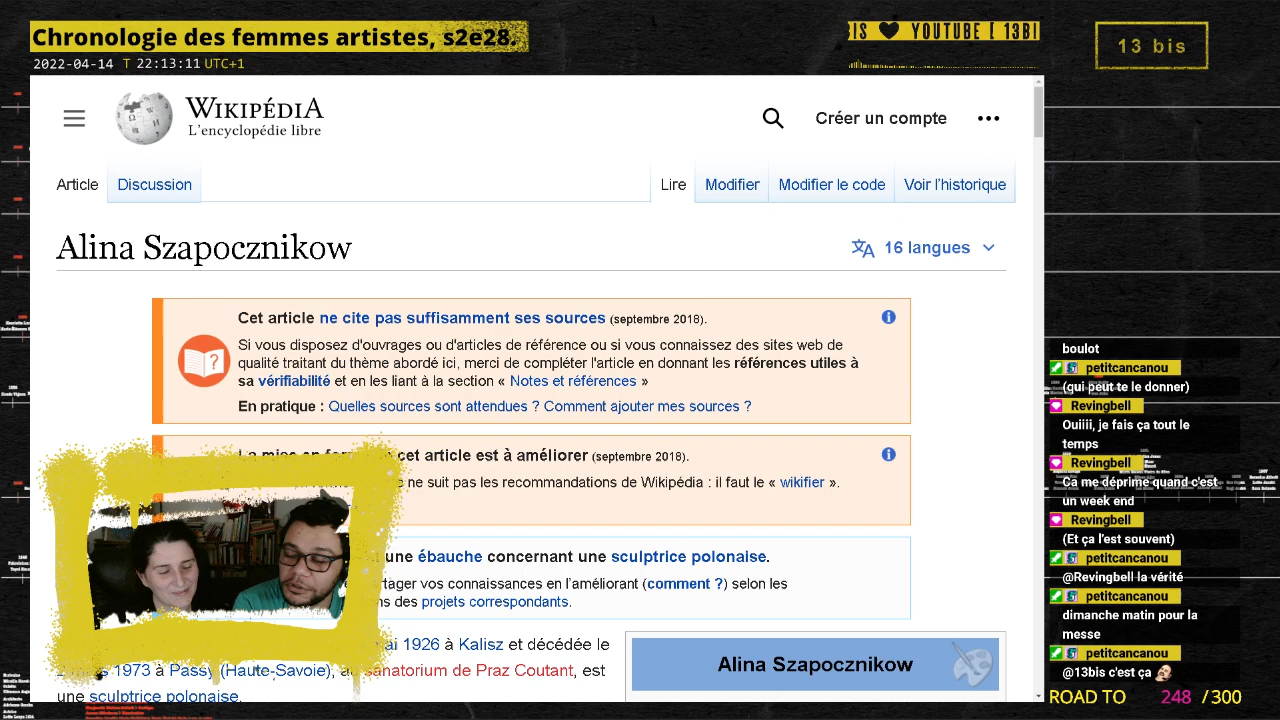 Chronologie des femmes artistes, s2e28.
2022-04-14 T 22:13:11 UTC+1
IS ♥ YOUTUBE [ 13BI
13 bis
WIKIPÉDIA
L'encyclopédie libre
Créer un compte
Article Discussion Lire Modifier Modifier le code Voir l'historique
Alina Szapocznikow
16 langues
Cet article ne cite pas suffisamment ses sources (septembre 2018).
Si vous disposez d'ouvrages ou d'articles de référence ou si vous connaissez des sites web de
qualité traitant du thème abordé ici, merci de compléter l'article en donnant les références utiles à
sa vérifiabilité et en les liant à la section « Notes et références »
En pratique : Quelles sources sont attendues ? Comment ajouter mes sources ?
La mise en cet article est à améliorer (septembre 2018).
ne suit pas les recommandations de Wikipédia : il faut le « wikifier ».
une ébauche concernant une sculptrice polonaise.
rtager vos connaissances en l'améliorant (comment ?) selon les
des projets correspondants.
ai 1926 à Kalisz et décédée le
1973 à Passy (Haute-Savoie), au sanatorium de Praz Coutant, est
une sculptrice polonaise.
Alina Szapocznikow
boulot
petitcancanou
(qui peut te le donner)
Revingbell
Ouiiii, je fais ça tout le
temps
Revingbell
Ca me déprime quand c'est
un week end
Revingbell
(Et ça l'est souvent)
petitcancanou
@Revingbell la vérité
petitcancanou
dimanche matin pour la
messe
petitcancanou
@13bis c'est ça
ROAD TO 248 / 300